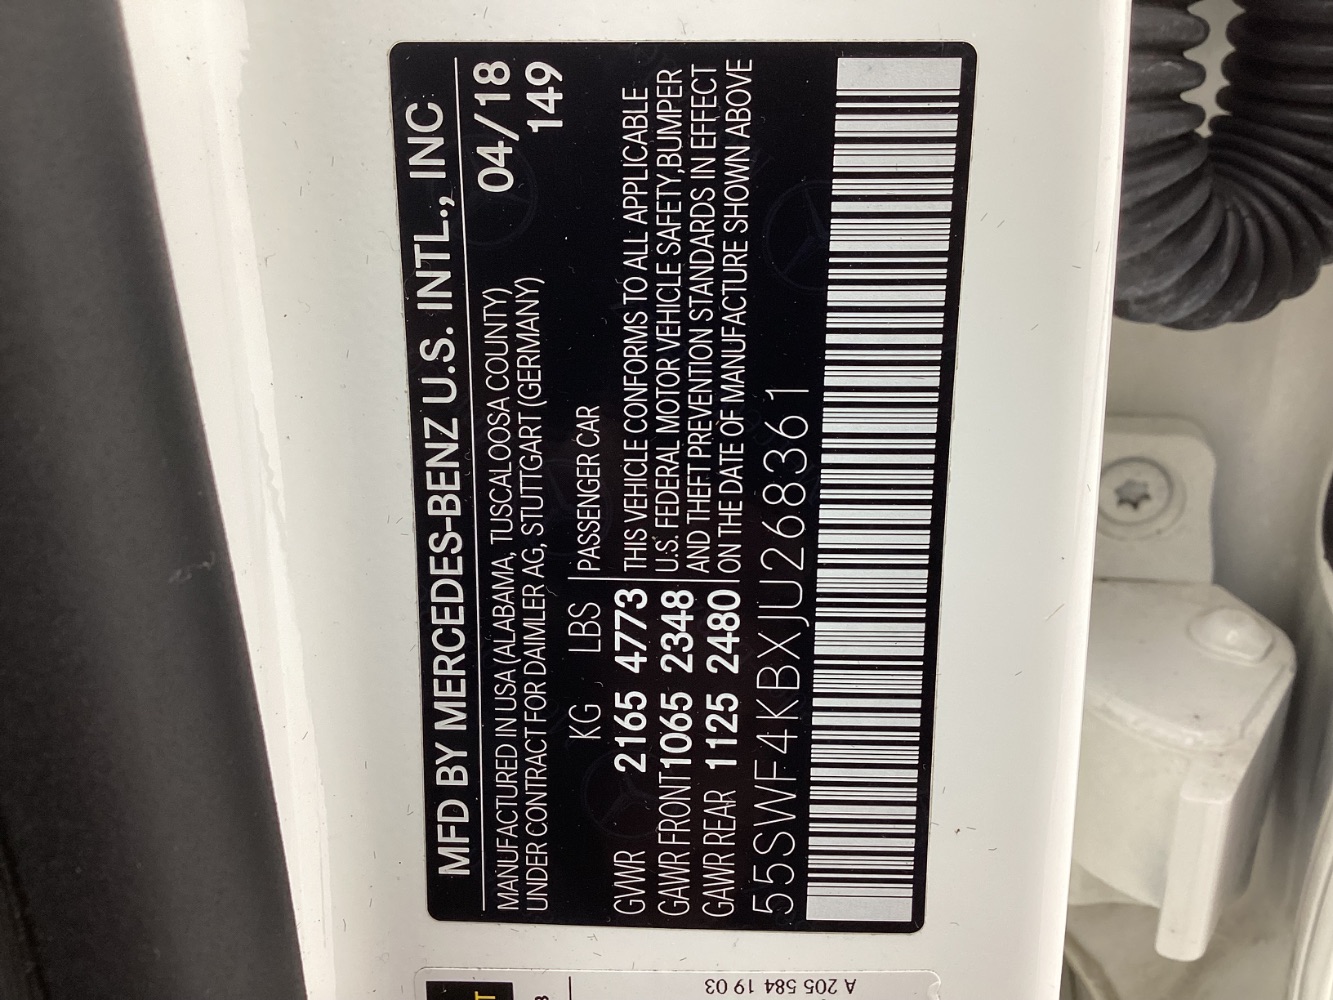 MFD BY MERCEDES-BENZ U.S. INTL., INC
MANUFACTURED IN USA (ALABAMA, TUSCALOOSA COUNTY) 04/18
UNDER CONTRACT FOR DAIMLER AG, STUTTGART (GERMANY) 149
KG LBS PASSENGER CAR
GVWR 2165 4773 THIS VEHICLE CONFORMS TO ALL APPLICABLE
GAWR FRONT 1065 2348 U.S. FEDERAL MOTOR VEHICLE SAFETY,BUMPER
GAWR REAR 1125 2480 AND THEFT PREVENTION STANDARDS IN EFFECT
ON THE DATE OF MANUFACTURE SHOWN ABOVE
55SWF4KBXJU268361
A 205 584 19 03